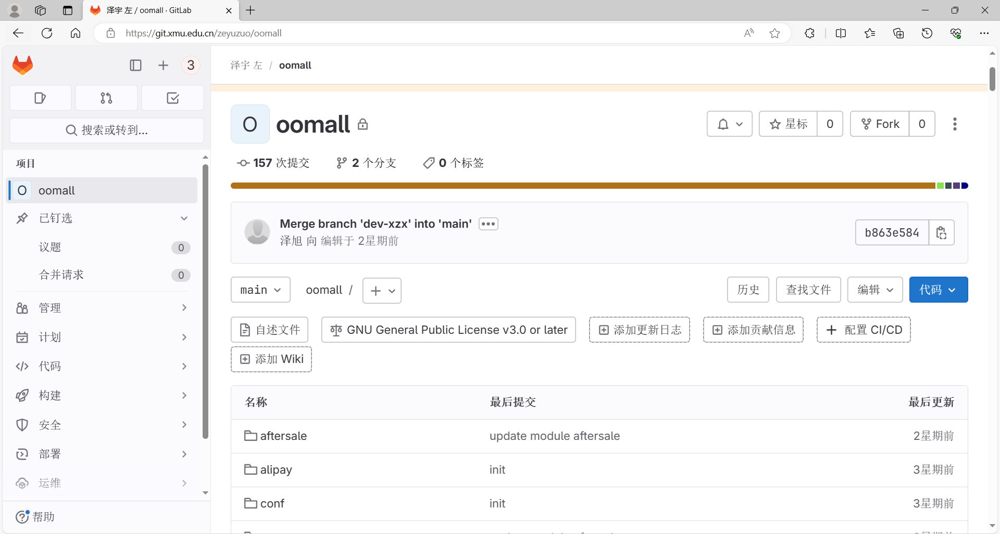 泽宇 左 / oomall · GitLab
https://git.xmu.edu.cn/zeyuzuo/oomall
3
搜索或转到...
项目
O oomall
已钉选
议题 0
合并请求 0
管理
计划
代码
构建
安全
部署
运维
帮助
泽宇 左 / oomall
O oomall
星标 0
Fork 0
157 次提交
2 个分支
0 个标签
Merge branch 'dev-xzx' into 'main'
泽旭 向 编辑于 2星期前
b863e584
main
oomall /
历史
查找文件
编辑
代码
自述文件
GNU General Public License v3.0 or later
添加更新日志
添加贡献信息
配置 CI/CD
添加 Wiki
名称 最后提交 最后更新
aftersale update module aftersale 2星期前
alipay init 3星期前
conf init 3星期前